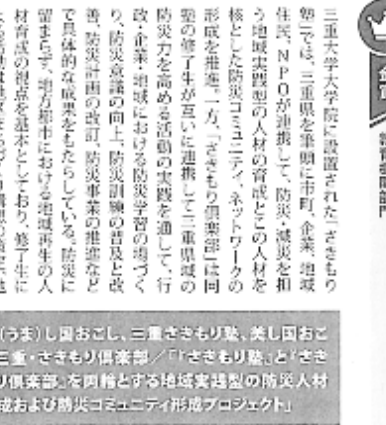 三重大学大学院に設置された「さきもり
塾」では、三重県を筆頭に市町、企業、地域
住民、NPOが連携して、防災・減災を担
う地域実践型の人材の育成とこの人材を
核とした防災コミュニティ、ネットワークの
形成を推進。一方、「さきもり倶楽部」は同
塾の修了生が互いに連携して三重県域の
防災力を高める活動の実践を通して、行
政・企業・地域における防災学習の場づく
り、防災意識の向上、防災訓練の普及と改
善、防災計画の改訂、防災事業の推進など
で具体的な成果をもたらしている。防災に
留まらず、地方都市における地域再生の人
材育成の視点を基本としており、修了生に
(うま)し国おこし、三重さきもり塾、美し国おこ
三重・さきもり倶楽部／「『さきもり塾』と『さき
り倶楽部』を両輪とする地域実践型の防災人材
成および防災コミュニティ形成プロジェクト」